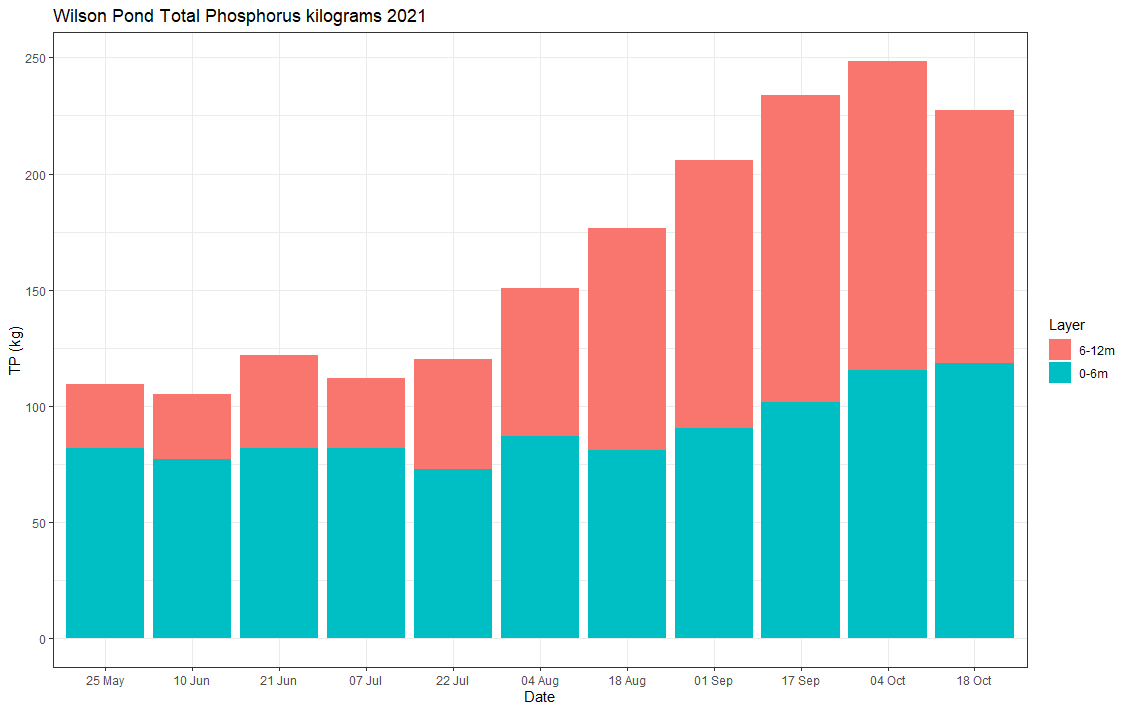 Wilson Pond Total Phosphorus kilograms 2021
TP (kg)
250
200
150
100
50
0
25 May 10 Jun 21 Jun 07 Jul 22 Jul 04 Aug 18 Aug 01 Sep 17 Sep 04 Oct 18 Oct
Date
Layer
6-12m
0-6m